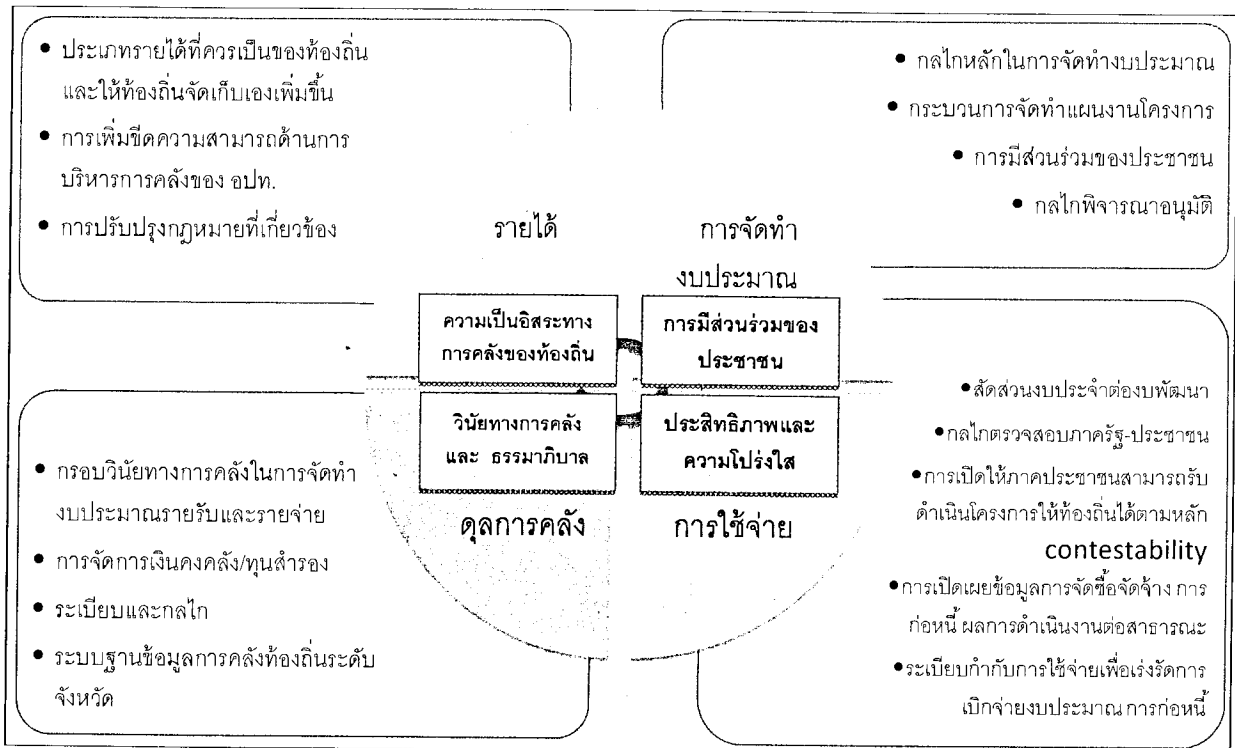 • ประเภทรายได้ที่ควรเป็นของท้องถิ่น
และให้ท้องถิ่นจัดเก็บเองเพิ่มขึ้น
• การเพิ่มขีดความสามารถด้านการ
บริหารการคลังของ อปท.
• การปรับปรุงกฎหมายที่เกี่ยวข้อง
• กลไกหลักในการจัดทำงบประมาณ
• กระบวนการจัดทำแผนงานโครงการ
• การมีส่วนร่วมของประชาชน
• กลไกพิจารณาอนุมัติ
รายได้
การจัดทำ
งบประมาณ
ความเป็นอิสระทาง
การคลังของท้องถิ่น
การมีส่วนร่วมของ
ประชาชน
วินัยทางการคลัง
และ ธรรมาภิบาล
ประสิทธิภาพและ
ความโปร่งใส
ดุลการคลัง
การใช้จ่าย
• กรอบวินัยทางการคลังในการจัดทำ
งบประมาณรายรับและรายจ่าย
• การจัดการเงินคงคลัง/ทุนสำรอง
• ระเบียบและกลไก
• ระบบฐานข้อมูลการคลังท้องถิ่นระดับ
จังหวัด
•สัดส่วนงบประจำต่องบพัฒนา
•กลไกตรวจสอบภาครัฐ-ประชาชน
•การเปิดให้ภาคประชาชนสามารถรับ
ดำเนินโครงการให้ท้องถิ่นได้ตามหลัก
contestability
•การเปิดเผยข้อมูลการจัดซื้อจัดจ้าง การ
ก่อหนี้ ผลการดำเนินงานต่อสาธารณะ
•ระเบียบกำกับการใช้จ่ายเพื่อเร่งรัดการ
เบิกจ่ายงบประมาณ การก่อหนี้